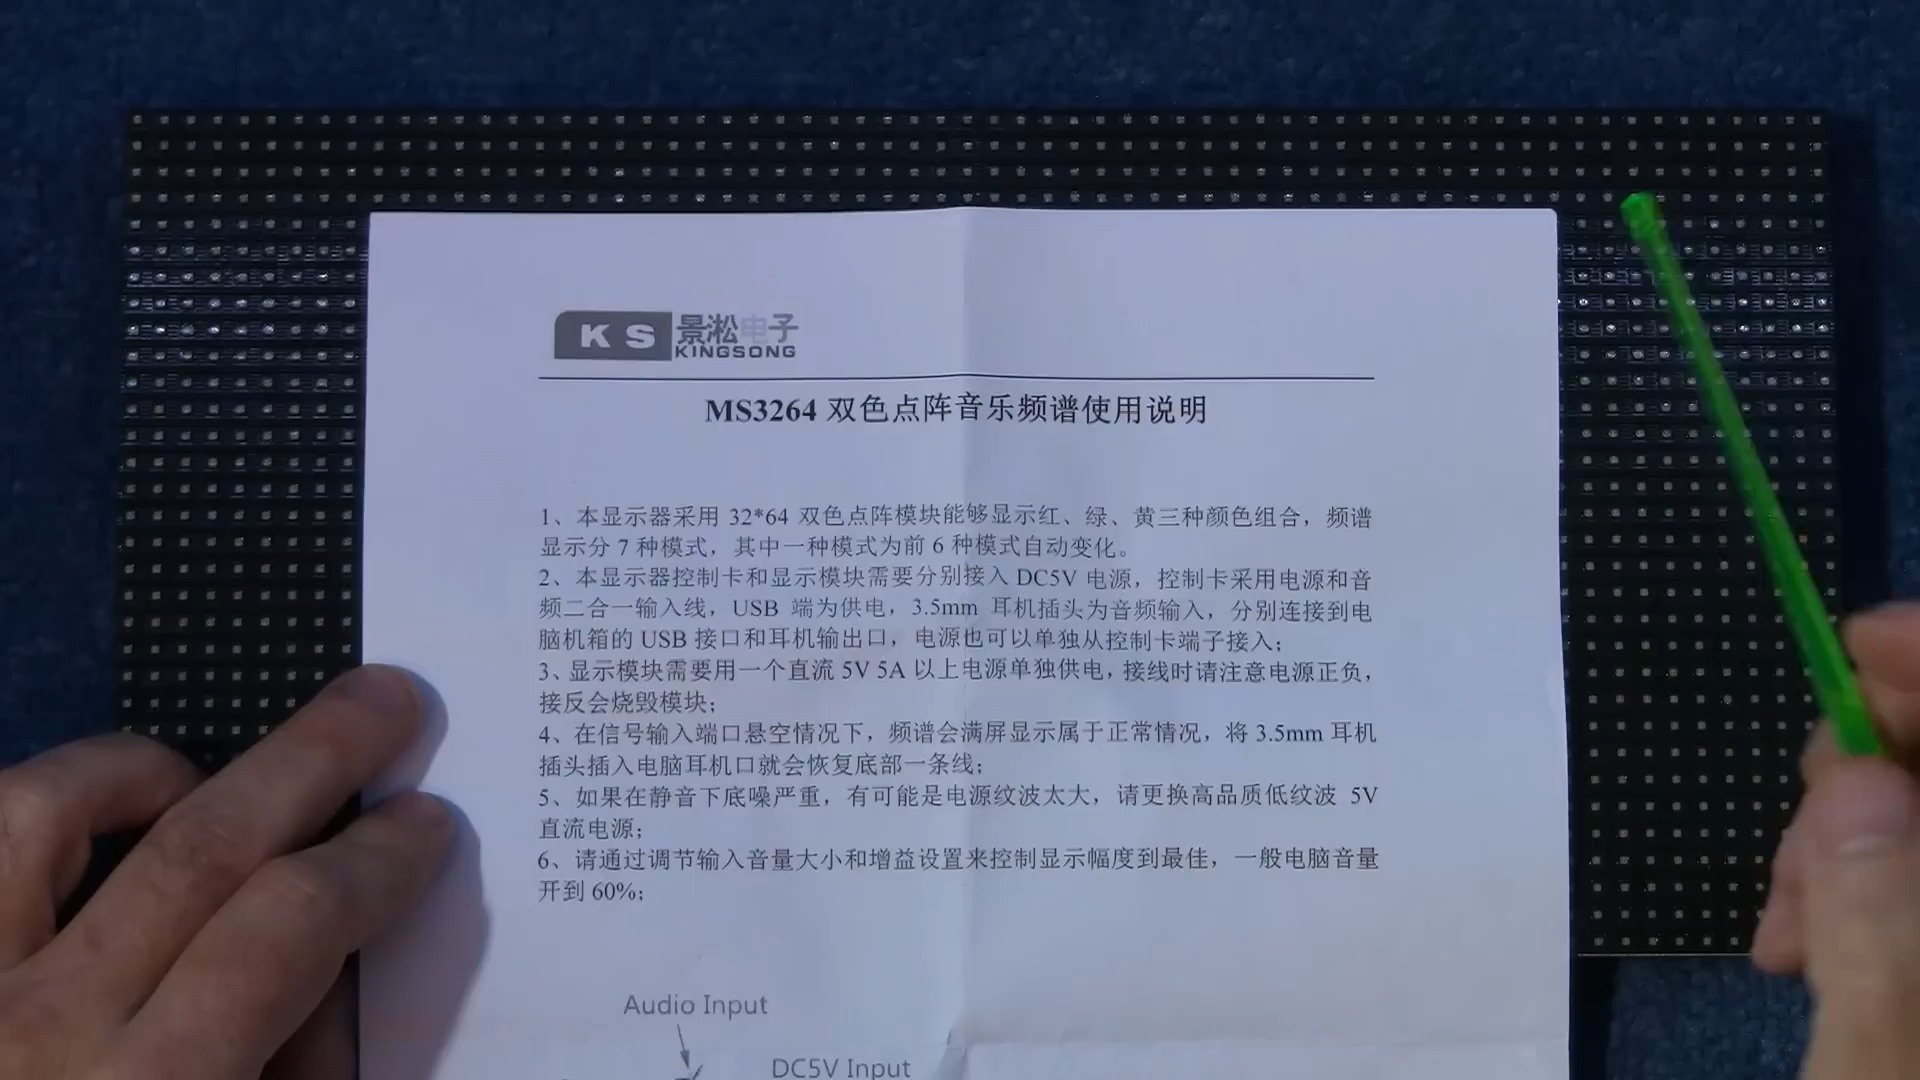 KS 景淞电子
KINGSONG
MS3264 双色点阵音乐频谱使用说明
1、本显示器采用 32*64 双色点阵模块能够显示红、绿、黄三种颜色组合，频谱
显示分 7 种模式，其中一种模式为前 6 种模式自动变化。
2、本显示器控制卡和显示模块需要分别接入 DC5V 电源，控制卡采用电源和音
频二合一输入线，USB 端为供电，3.5mm 耳机插头为音频输入，分别连接到电
脑机箱的 USB 接口和耳机输出口，电源也可以单独从控制卡端子接入；
3、显示模块需要用一个直流 5V 5A 以上电源单独供电，接线时请注意电源正负，
接反会烧毁模块；
4、在信号输入端口悬空情况下，频谱会满屏显示属于正常情况，将 3.5mm 耳机
插头插入电脑耳机口就会恢复底部一条线；
5、如果在静音下底噪严重，有可能是电源纹波太大，请更换高品质低纹波 5V
直流电源；
6、请通过调节输入音量大小和增益设置来控制显示幅度到最佳，一般电脑音量
开到 60%；
Audio Input
DC5V Input